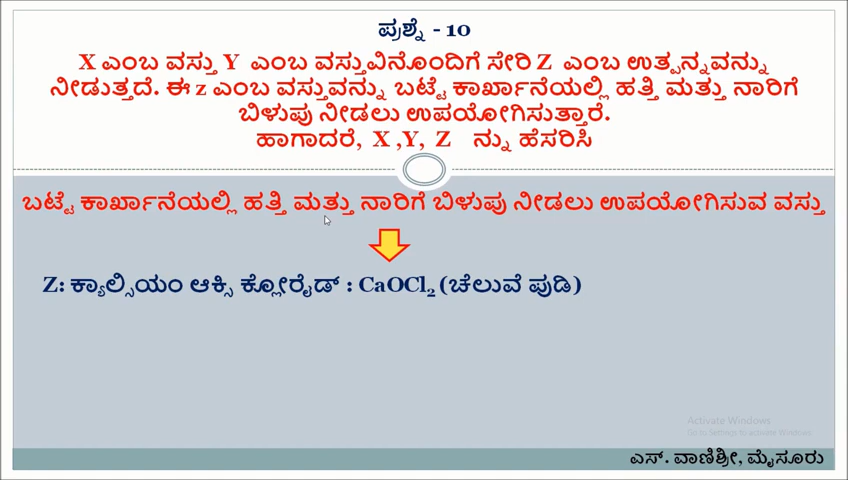 ಪ್ರಶ್ನೆ - 10
X ಎಂಬ ವಸ್ತು Y ಎಂಬ ವಸ್ತುವಿನೊಂದಿಗೆ ಸೇರಿ Z ಎಂಬ ಉತ್ಪನ್ನವನ್ನು
ನೀಡುತ್ತದೆ. ಈ z ಎಂಬ ವಸ್ತುವನ್ನು ಬಟ್ಟೆ ಕಾರ್ಖಾನೆಯಲ್ಲಿ ಹತ್ತಿ ಮತ್ತು ನಾರಿಗೆ
ಬಿಳುಪು ನೀಡಲು ಉಪಯೋಗಿಸುತ್ತಾರೆ.
ಹಾಗಾದರೆ, X ,Y, Z ನ್ನು ಹೆಸರಿಸಿ
ಬಟ್ಟೆ ಕಾರ್ಖಾನೆಯಲ್ಲಿ ಹತ್ತಿ ಮತ್ತು ನಾರಿಗೆ ಬಿಳುಪು ನೀಡಲು ಉಪಯೋಗಿಸುವ ವಸ್ತು
Z: ಕ್ಯಾಲ್ಸಿಯಂ ಆಕ್ಸಿ ಕ್ಲೋರೈಡ್ : CaOCl₂ (ಚೆಲುವೆ ಪುಡಿ)
Activate Windows
Go to Settings to activate Windows.
ಎಸ್. ವಾಣಿಶ್ರೀ, ಮೈಸೂರು